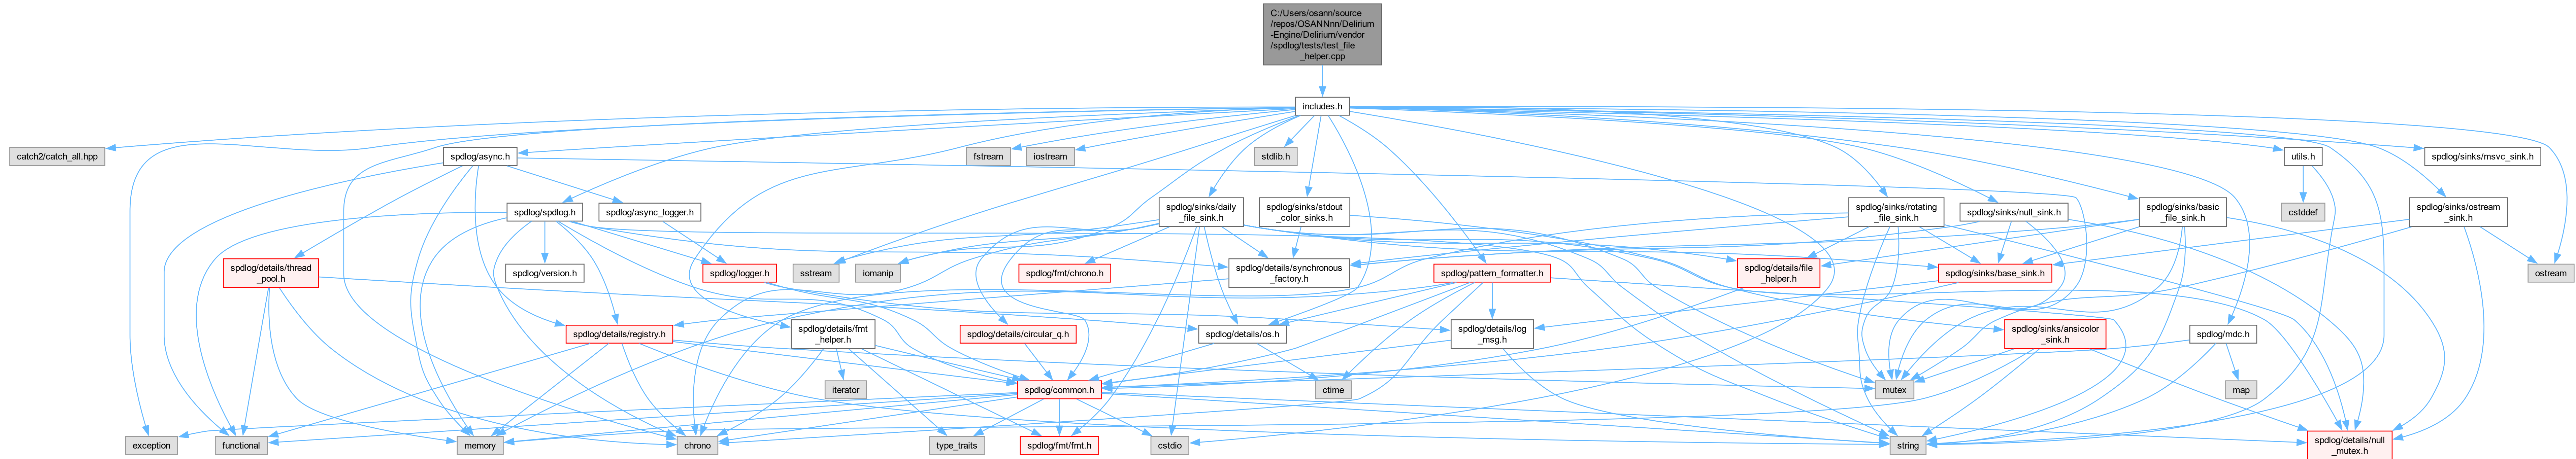 C:/Users/osann/source
/repos/OSANNnn/Delirium
-Engine/Delirium/vendor
/spdlog/tests/test_file
_helper.cpp
includes.h
catch2/catch_all.hpp
spdlog/async.h
fstream
iostream
stdlib.h
utils.h
spdlog/sinks/msvc_sink.h
spdlog/spdlog.h
spdlog/async_logger.h
spdlog/sinks/daily
_file_sink.h
spdlog/sinks/stdout
_color_sinks.h
spdlog/sinks/rotating
_file_sink.h
spdlog/sinks/null_sink.h
spdlog/sinks/basic
_file_sink.h
cstddef
spdlog/sinks/ostream
_sink.h
spdlog/details/thread
_pool.h
spdlog/version.h
spdlog/logger.h
sstream
iomanip
spdlog/fmt/chrono.h
spdlog/details/synchronous
_factory.h
spdlog/pattern_formatter.h
spdlog/details/file
_helper.h
spdlog/sinks/base_sink.h
ostream
spdlog/details/registry.h
spdlog/details/fmt
_helper.h
spdlog/details/circular_q.h
spdlog/details/os.h
spdlog/details/log
_msg.h
spdlog/sinks/ansicolor
_sink.h
spdlog/mdc.h
iterator
spdlog/common.h
ctime
mutex
map
exception
functional
memory
chrono
type_traits
spdlog/fmt/fmt.h
cstdio
string
spdlog/details/null
_mutex.h